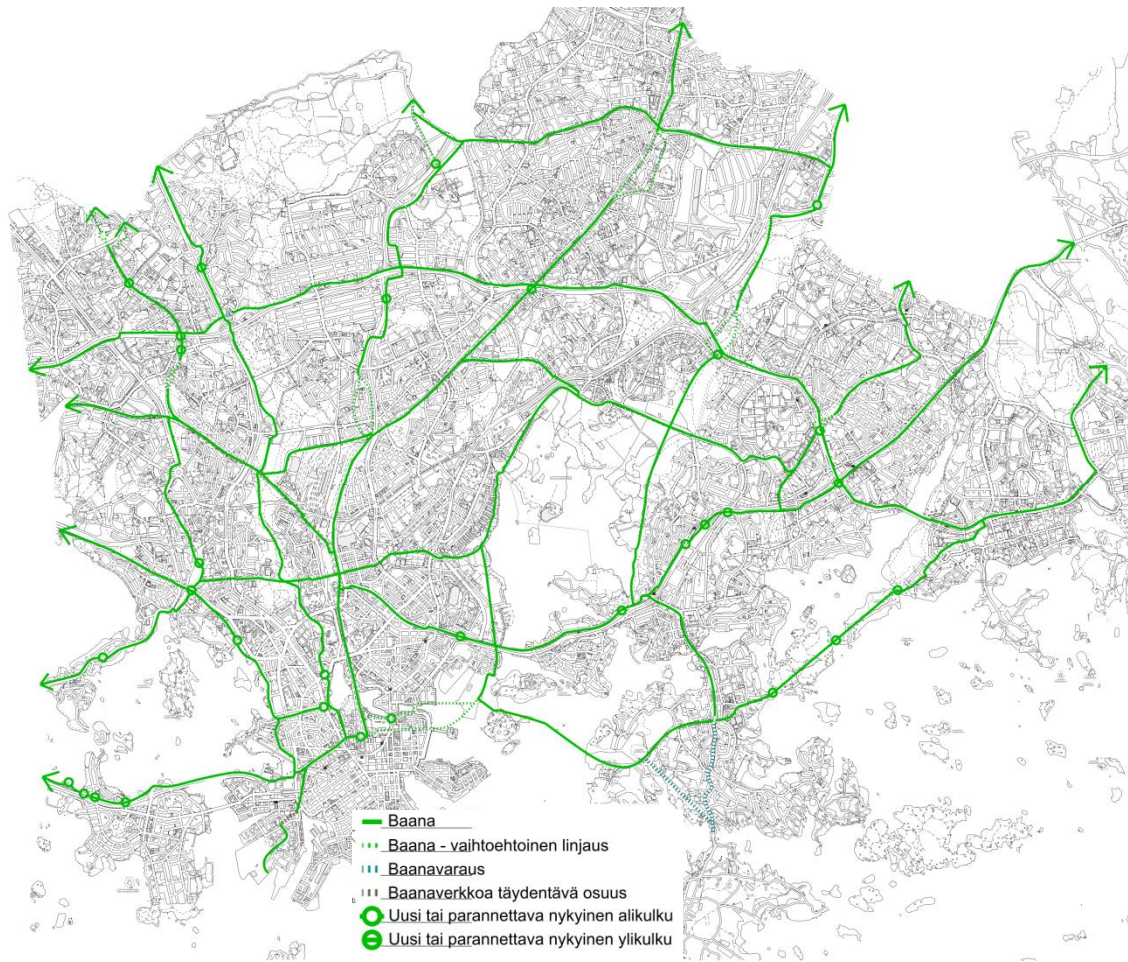 Baana
Baana - vaihtoehtoinen linjaus
Baanavaraus
Baanaverkkoa täydentävä osuus
Uusi tai parannettava nykyinen alikulku
Uusi tai parannettava nykyinen ylikulku